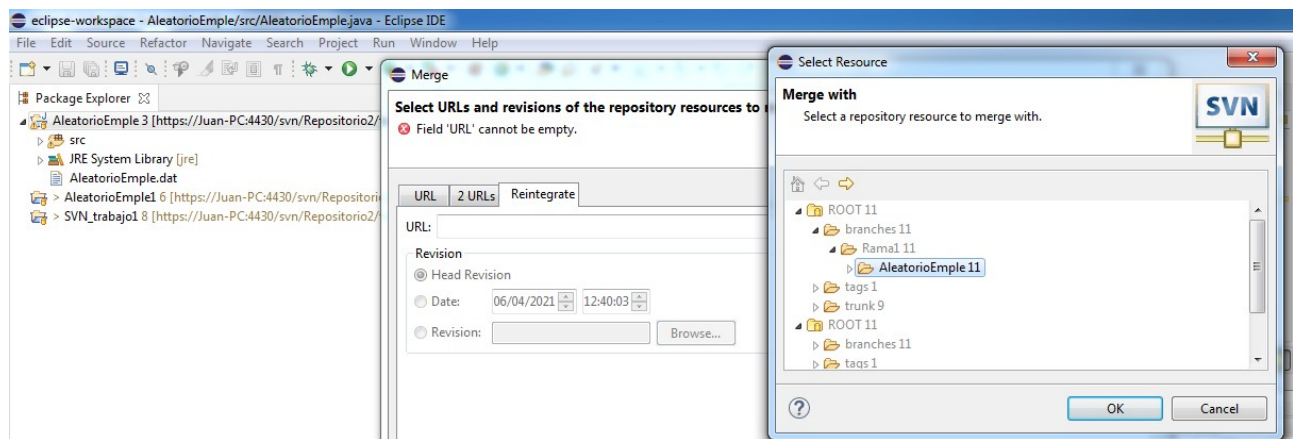 eclipse-workspace - AleatorioEmple/src/AleatorioEmple.java - Eclipse IDE
File Edit Source Refactor Navigate Search Project Run Window Help
Package Explorer
AleatorioEmple 3 [https://Juan-PC:4430/svn/Repositorio2/
src
JRE System Library [jre]
AleatorioEmple.dat
> AleatorioEmple1 6 [https://Juan-PC:4430/svn/Repositori
> SVN_trabajo1 8 [https://Juan-PC:4430/svn/Repositorio2/
Merge
Select URLs and revisions of the repository resources to
Field 'URL' cannot be empty.
URL 2 URLs Reintegrate
URL:
Revision
Head Revision
Date: 06/04/2021 12:40:03
Revision: Browse...
Select Resource
Merge with
Select a repository resource to merge with.
SVN
ROOT 11
branches 11
Rama1 11
AleatorioEmple 11
tags 1
trunk 9
ROOT 11
branches 11
tags 1
OK Cancel